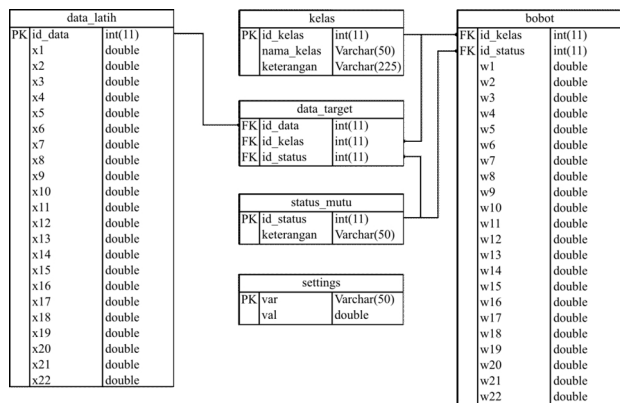 data_latih
PK id_data int(11)
x1 double
x2 double
x3 double
x4 double
x5 double
x6 double
x7 double
x8 double
x9 double
x10 double
x11 double
x12 double
x13 double
x14 double
x15 double
x16 double
x17 double
x18 double
x19 double
x20 double
x21 double
x22 double
kelas
PK id_kelas int(11)
nama_kelas Varchar(50)
keterangan Varchar(225)
data_target
FK id_data int(11)
FK id_kelas int(11)
FK id_status int(11)
status_mutu
PK id_status int(11)
keterangan Varchar(50)
settings
PK var Varchar(50)
val double
bobot
FK id_kelas int(11)
FK id_status int(11)
w1 double
w2 double
w3 double
w4 double
w5 double
w6 double
w7 double
w8 double
w9 double
w10 double
w11 double
w12 double
w13 double
w14 double
w15 double
w16 double
w17 double
w18 double
w19 double
w20 double
w21 double
w22 double